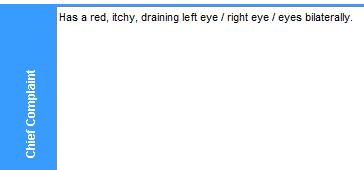 Has a red, itchy, draining left eye / right eye / eyes bilaterally.
Chief Complaint